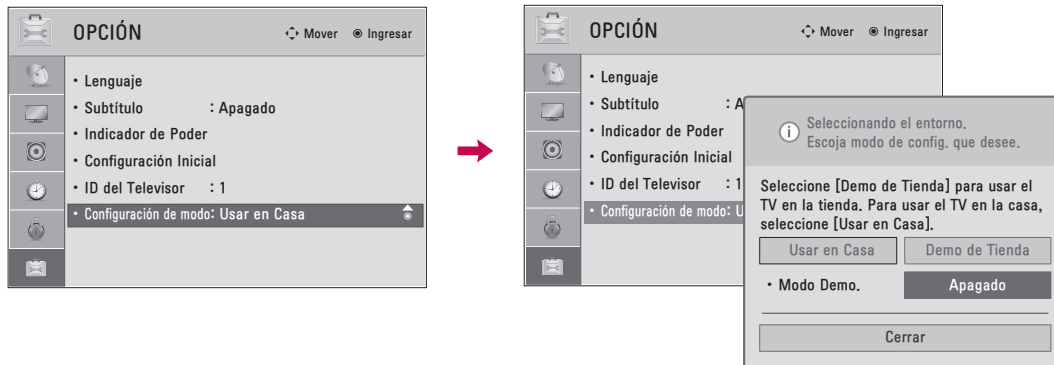 OPCIÓN Mover Ingresar
• Lenguaje
• Subtítulo : Apagado
• Indicador de Poder
• Configuración Inicial
• ID del Televisor : 1
• Configuración de modo: Usar en Casa
OPCIÓN Mover Ingresar
• Lenguaje
• Subtítulo : A
• Indicador de Poder
• Configuración Inicial
• ID del Televisor : 1
• Configuración de modo: U
Seleccionando el entorno.
Escoja modo de config. que desee.
Seleccione [Demo de Tienda] para usar el
TV en la tienda. Para usar el TV en la casa,
seleccione [Usar en Casa].
Usar en Casa Demo de Tienda
• Modo Demo. Apagado
Cerrar